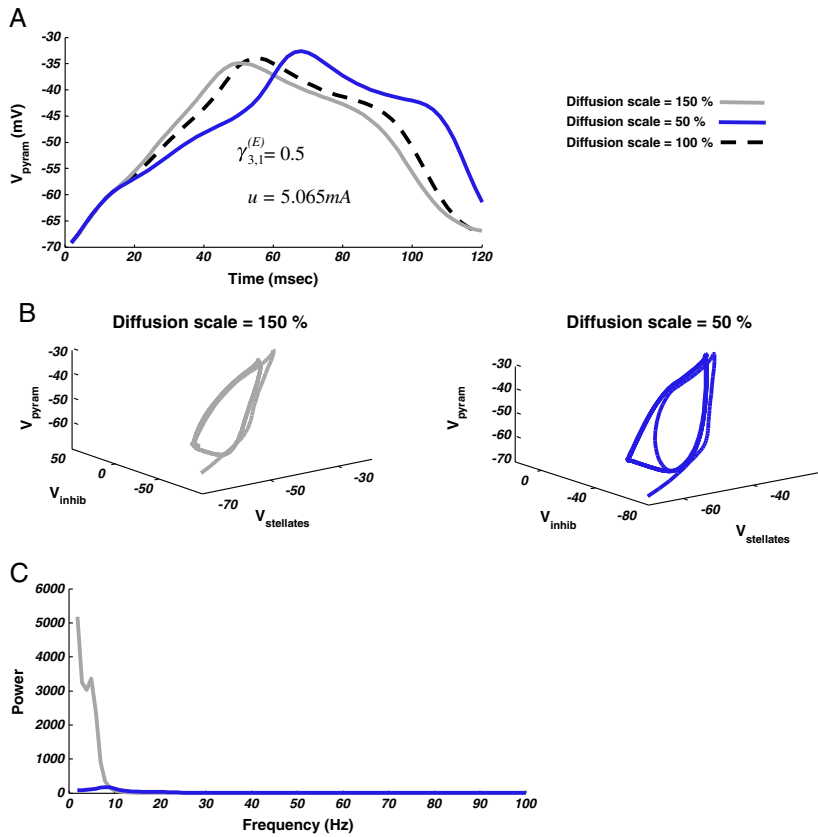 A
-30
-35
-40
-45
-50
-55
-60
-65
-70
V_pyram (mV)
γ_{3,1}^{(E)} = 0.5
u = 5.065mA
0 20 40 60 80 100 120
Time (msec)
Diffusion scale = 150 %
Diffusion scale = 50 %
Diffusion scale = 100 %
B
Diffusion scale = 150 %
-30
-40
-50
-60
V_pyram
50
0
-50
V_inhib
-70
-50
-30
V_stellates
Diffusion scale = 50 %
-30
-40
-50
-60
-70
V_pyram
0
-40
-80
V_inhib
-60
-40
V_stellates
C
6000
5000
4000
3000
2000
1000
0
Power
0 10 20 30 40 50 60 70 80 90 100
Frequency (Hz)